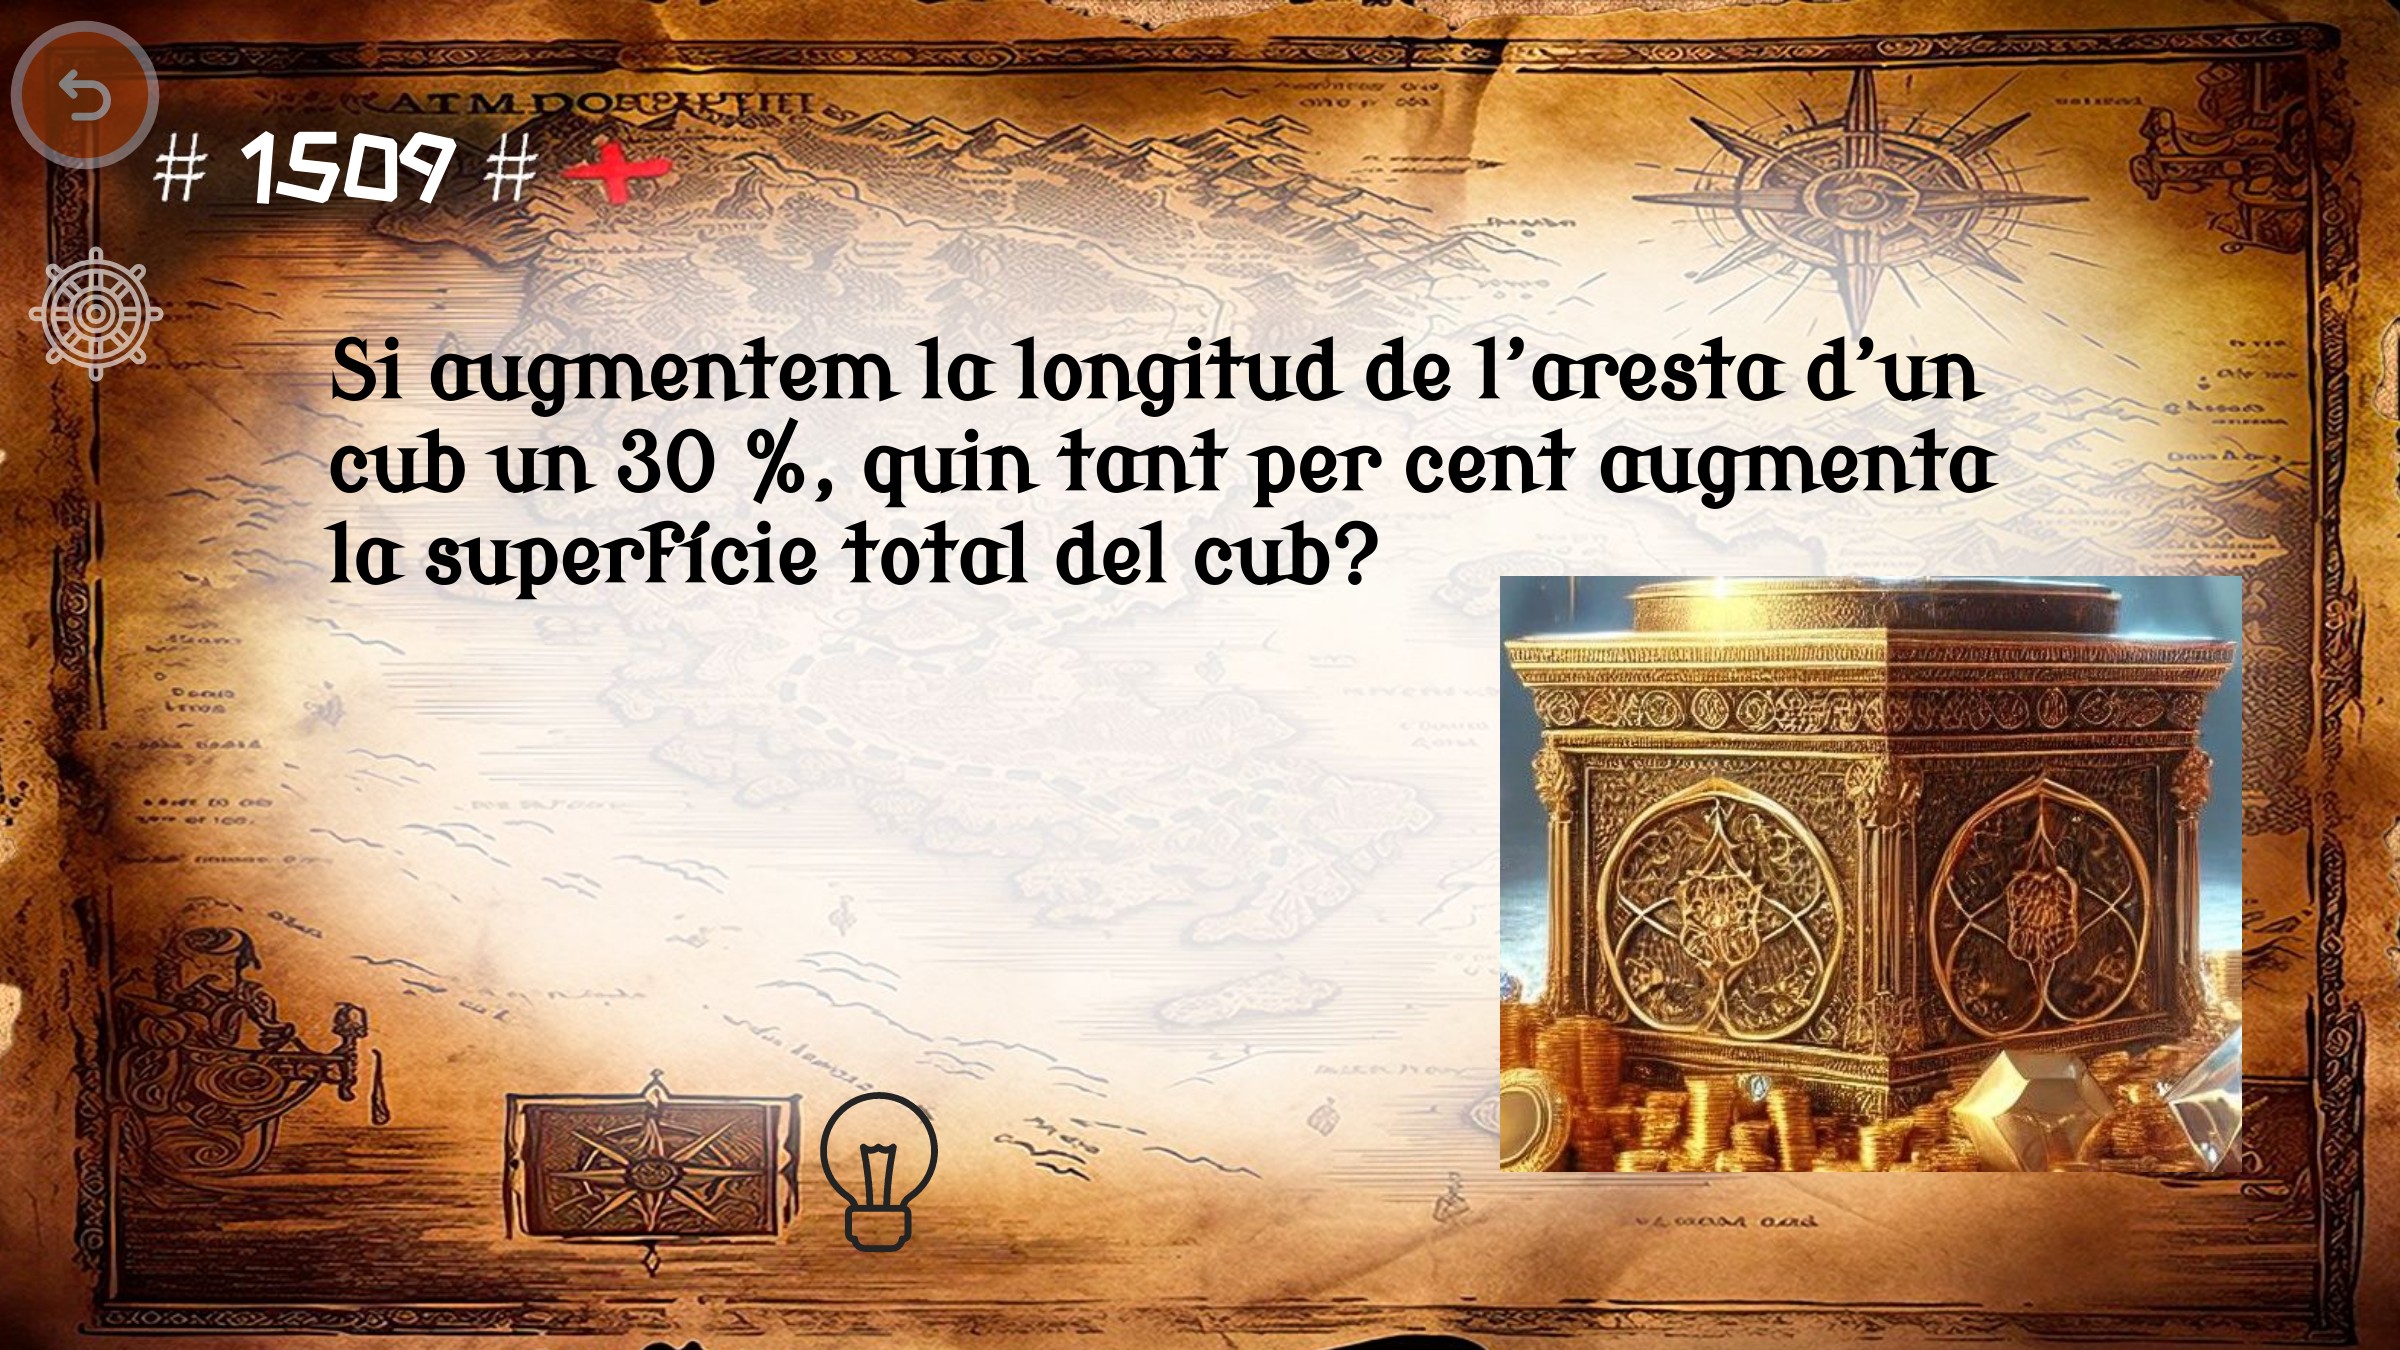 # 1509 #
Si augmentem la longitud de l’aresta d’un
cub un 30 %, quin tant per cent augmenta
la superfície total del cub?